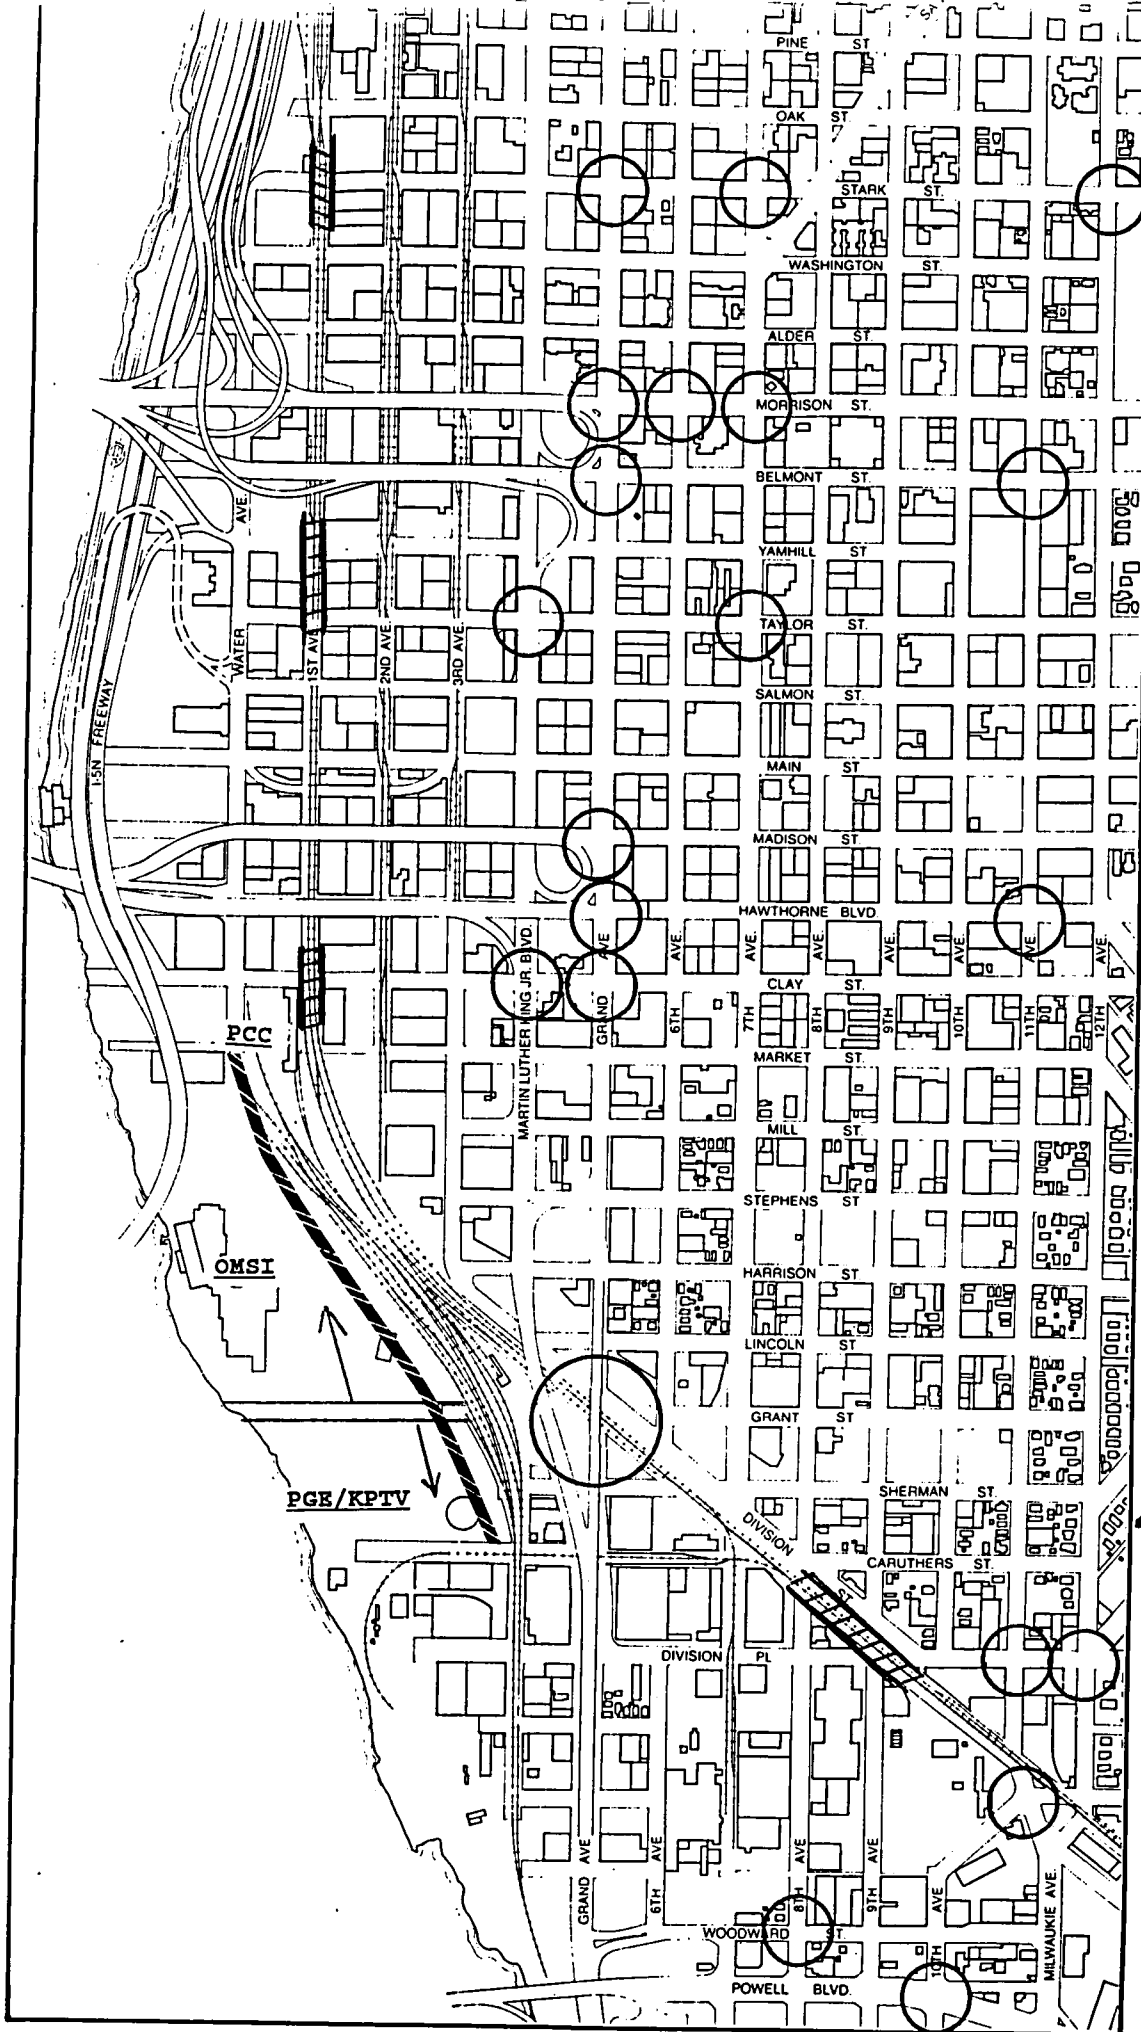 PINE ST
OAK ST.
STARK ST.
WASHINGTON ST.
ALDER ST.
MORRISON ST.
BELMONT ST.
AVE.
YAMHILL ST
TAYLOR ST.
WATER
1ST AVE.
2ND AVE.
3RD AVE.
SALMON ST.
I-5N FREEWAY
MAIN ST
MADISON ST.
HAWTHORNE BLVD.
MARTIN LUTHER KING JR. BLVD.
GRAND AVE
6TH AVE.
7TH AVE.
8TH AVE.
9TH AVE.
10TH AVE.
11TH AVE.
12TH AVE.
CLAY ST.
PCC
MARKET ST.
MILL ST.
STEPHENS ST
OMSI
HARRISON ST
LINCOLN ST
GRANT ST
PGE/KPTV
SHERMAN ST.
DIVISION ST.
CARUTHERS ST.
DIVISION PL
GRAND AVE
6TH AVE
8TH AVE
9TH AVE
10TH AVE
MILWAUKIE AVE.
WOODWARD ST.
POWELL BLVD.